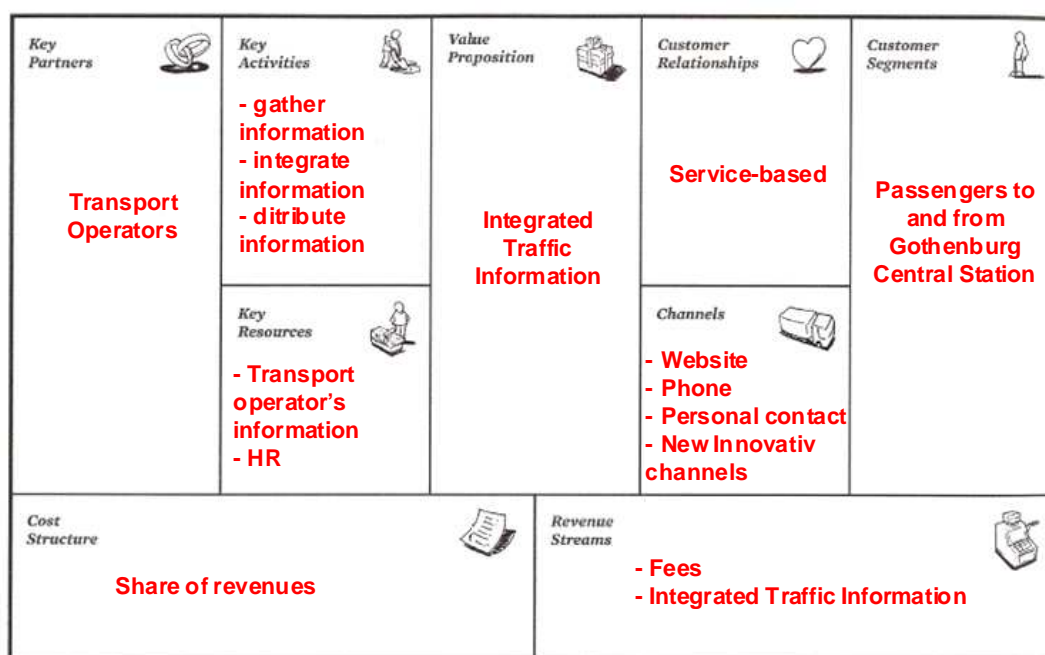 Key
Partners
Transport
Operators
Key
Activities
- gather
information
- integrate
information
- ditribute
information
Key
Resources
- Transport
operator's
information
- HR
Value
Proposition
Integrated
Traffic
Information
Customer
Relationships
Service-based
Channels
- Website
- Phone
- Personal contact
- New Innovativ
channels
Customer
Segments
Passengers to
and from
Gothenburg
Central Station
Cost
Structure
Share of revenues
Revenue
Streams
- Fees
- Integrated Traffic Information